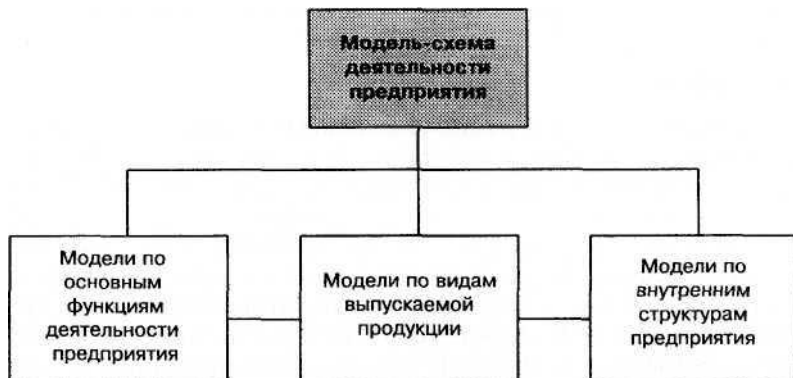 Модель-схема
деятельности
предприятия
Модели по
основным
функциям
деятельности
предприятия
Модели по видам
выпускаемой
продукции
Модели по
внутренним
структурам
предприятия